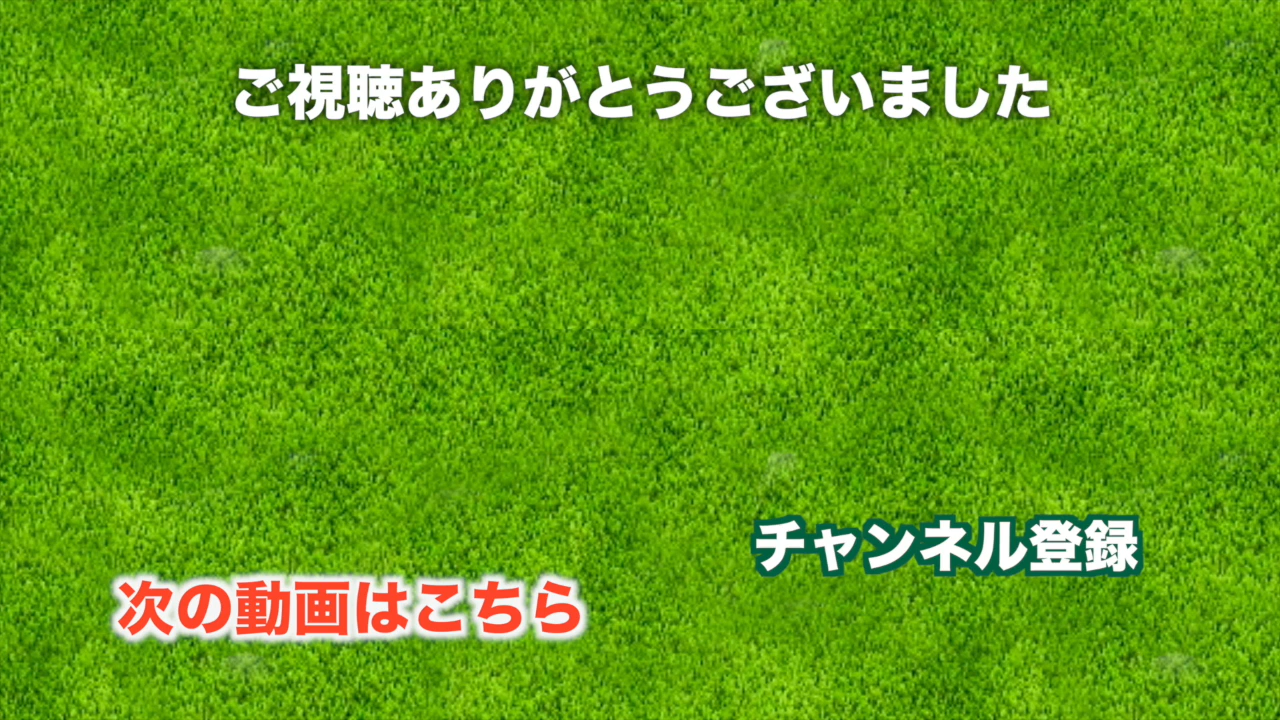 ご視聴ありがとうございました
チャンネル登録
次の動画はこちら